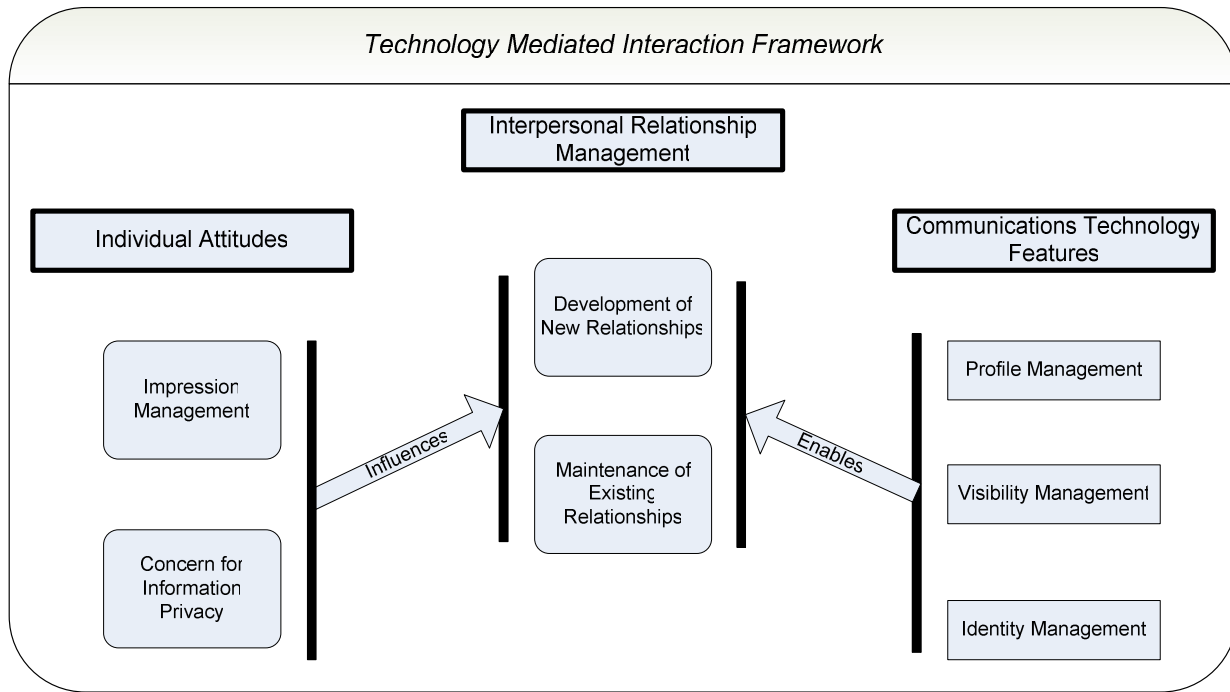 Technology Mediated Interaction Framework
Interpersonal Relationship
Management
Individual Attitudes
Communications Technology
Features
Impression
Management
Concern for
Information
Privacy
Influences
Development of
New Relationships
Maintenance of
Existing
Relationships
Enables
Profile Management
Visibility Management
Identity Management